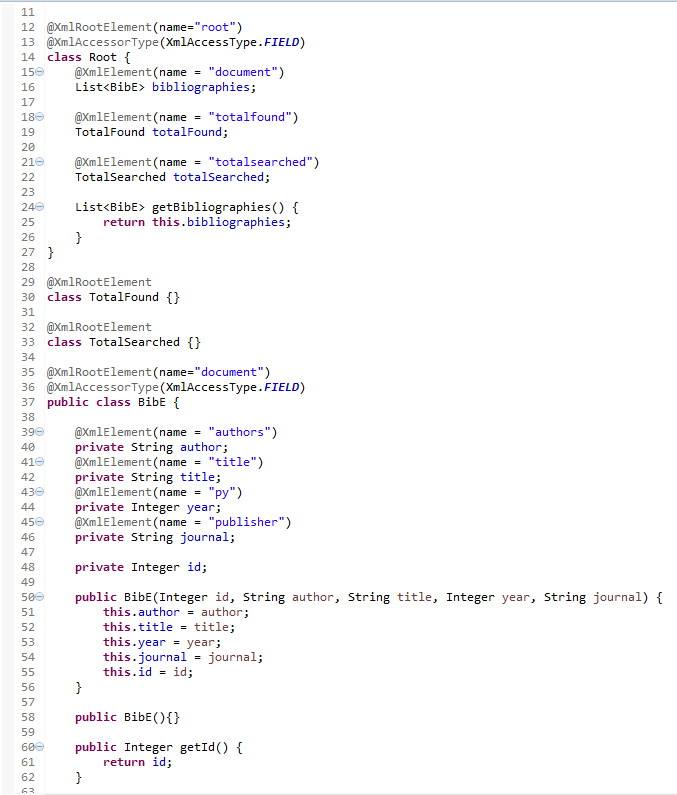 11
12 @XmlRootElement(name="root")
13 @XmlAccessorType(XmlAccessType.FIELD)
14 class Root {
15     @XmlElement(name = "document")
16     List<BibE> bibliographies;
17
18     @XmlElement(name = "totalfound")
19     TotalFound totalFound;
20
21     @XmlElement(name = "totalsearched")
22     TotalSearched totalSearched;
23
24     List<BibE> getBibliographies() {
25         return this.bibliographies;
26     }
27 }
28
29 @XmlRootElement
30 class TotalFound {}
31
32 @XmlRootElement
33 class TotalSearched {}
34
35 @XmlRootElement(name="document")
36 @XmlAccessorType(XmlAccessType.FIELD)
37 public class BibE {
38
39     @XmlElement(name = "authors")
40     private String author;
41     @XmlElement(name = "title")
42     private String title;
43     @XmlElement(name = "py")
44     private Integer year;
45     @XmlElement(name = "publisher")
46     private String journal;
47
48     private Integer id;
49
50     public BibE(Integer id, String author, String title, Integer year, String journal) {
51         this.author = author;
52         this.title = title;
53         this.year = year;
54         this.journal = journal;
55         this.id = id;
56     }
57
58     public BibE(){}
59
60     public Integer getId() {
61         return id;
62     }
63